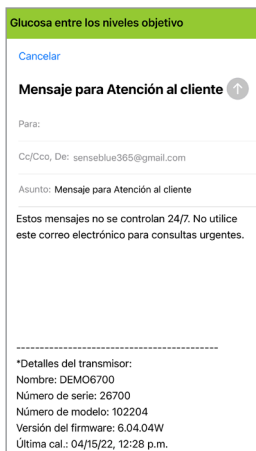 Glucosa entre los niveles objetivo
Cancelar
Mensaje para Atención al cliente
Para:
Cc/Cco, De: senseblue365@gmail.com
Asunto: Mensaje para Atención al cliente
Estos mensajes no se controlan 24/7. No utilice
este correo electrónico para consultas urgentes.
------------------------------------------
*Detalles del transmisor:
Nombre: DEMO6700
Número de serie: 26700
Número de modelo: 102204
Versión del firmware: 6.04.04W
Última cal.: 04/15/22, 12:28 p.m.